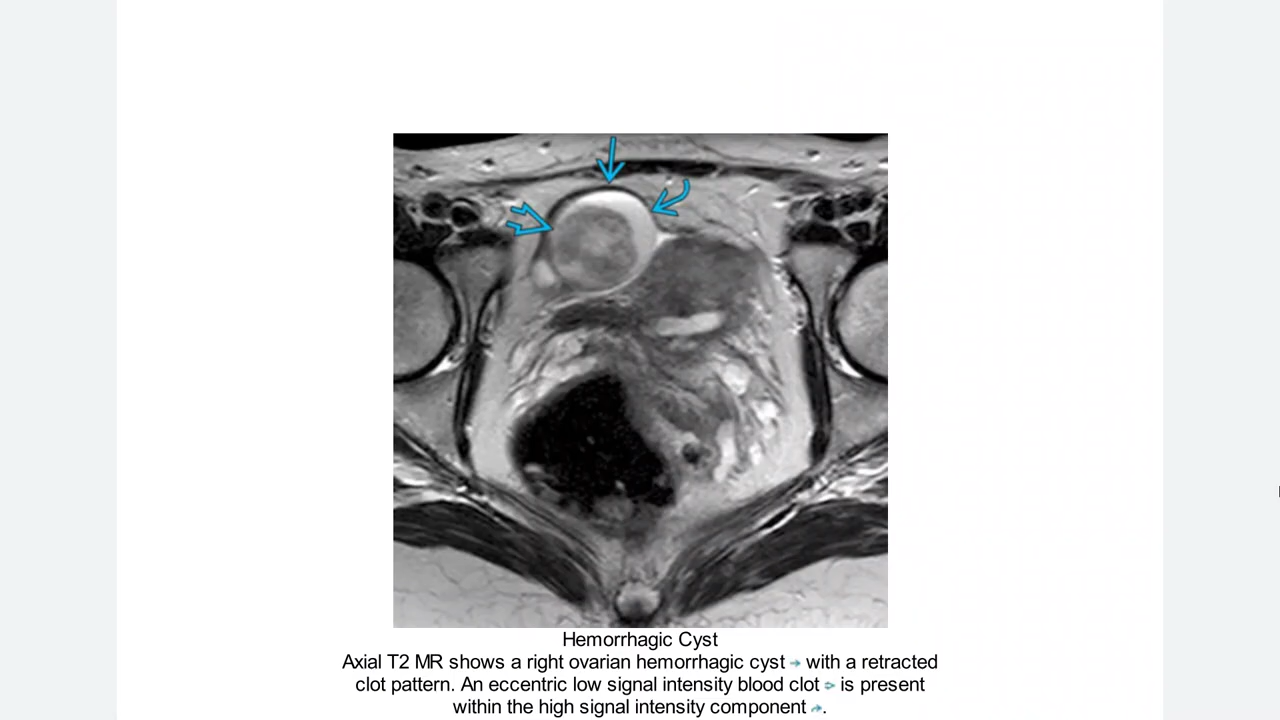 Hemorrhagic Cyst
Axial T2 MR shows a right ovarian hemorrhagic cyst → with a retracted
clot pattern. An eccentric low signal intensity blood clot ⇨ is present
within the high signal intensity component ↷.